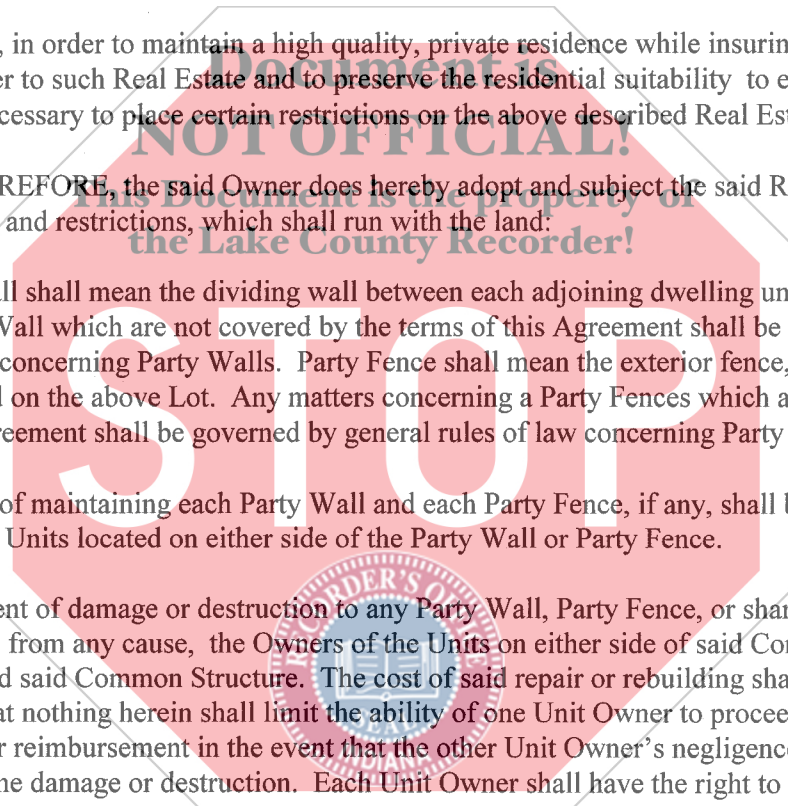 , in order to maintain a high quality, private residence while insurin
er to such Real Estate and to preserve the residential suitability to e
cessary to place certain restrictions on the above described Real Est
Document is
NOT OFFICIAL!
This Document is the property of
the Lake County Recorder!
REFORE, the said Owner does hereby adopt and subject the said R
and restrictions, which shall run with the land:
all shall mean the dividing wall between each adjoining dwelling un
Wall which are not covered by the terms of this Agreement shall be
concerning Party Walls. Party Fence shall mean the exterior fence,
d on the above Lot. Any matters concerning a Party Fences which a
reement shall be governed by general rules of law concerning Party
STOP
of maintaining each Party Wall and each Party Fence, if any, shall b
Units located on either side of the Party Wall or Party Fence.
ent of damage or destruction to any Party Wall, Party Fence, or shar
from any cause, the Owners of the Units on either side of said Co
d said Common Structure. The cost of said repair or rebuilding sha
at nothing herein shall limit the ability of one Unit Owner to procee
r reimbursement in the event that the other Unit Owner's negligence
he damage or destruction. Each Unit Owner shall have the right to
RECORDER'S OFFICE
SEAL
INDIANA